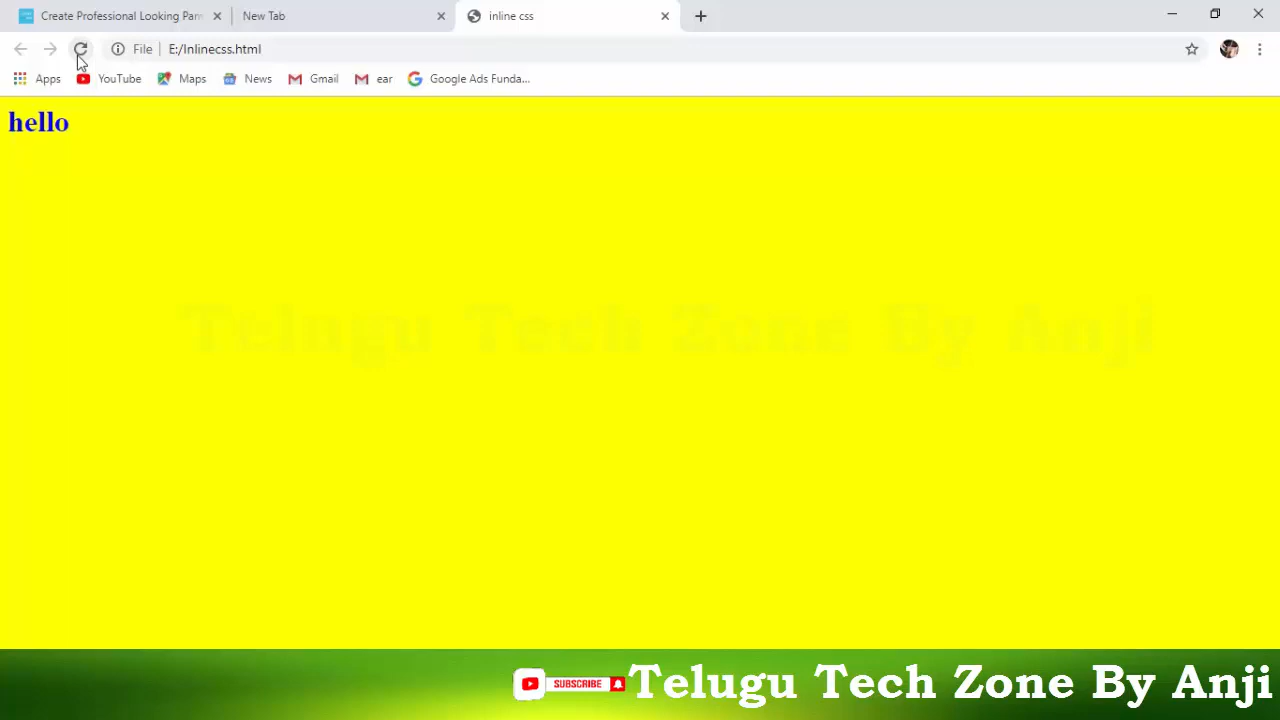 Create Professional Looking Pam
New Tab
inline css
File
E:/Inlinecss.html
Apps
YouTube
Maps
News
Gmail
ear
Google Ads Funda...
hello
Telugu Tech Zone By Anji
SUBSCRIBE
Telugu Tech Zone By Anji